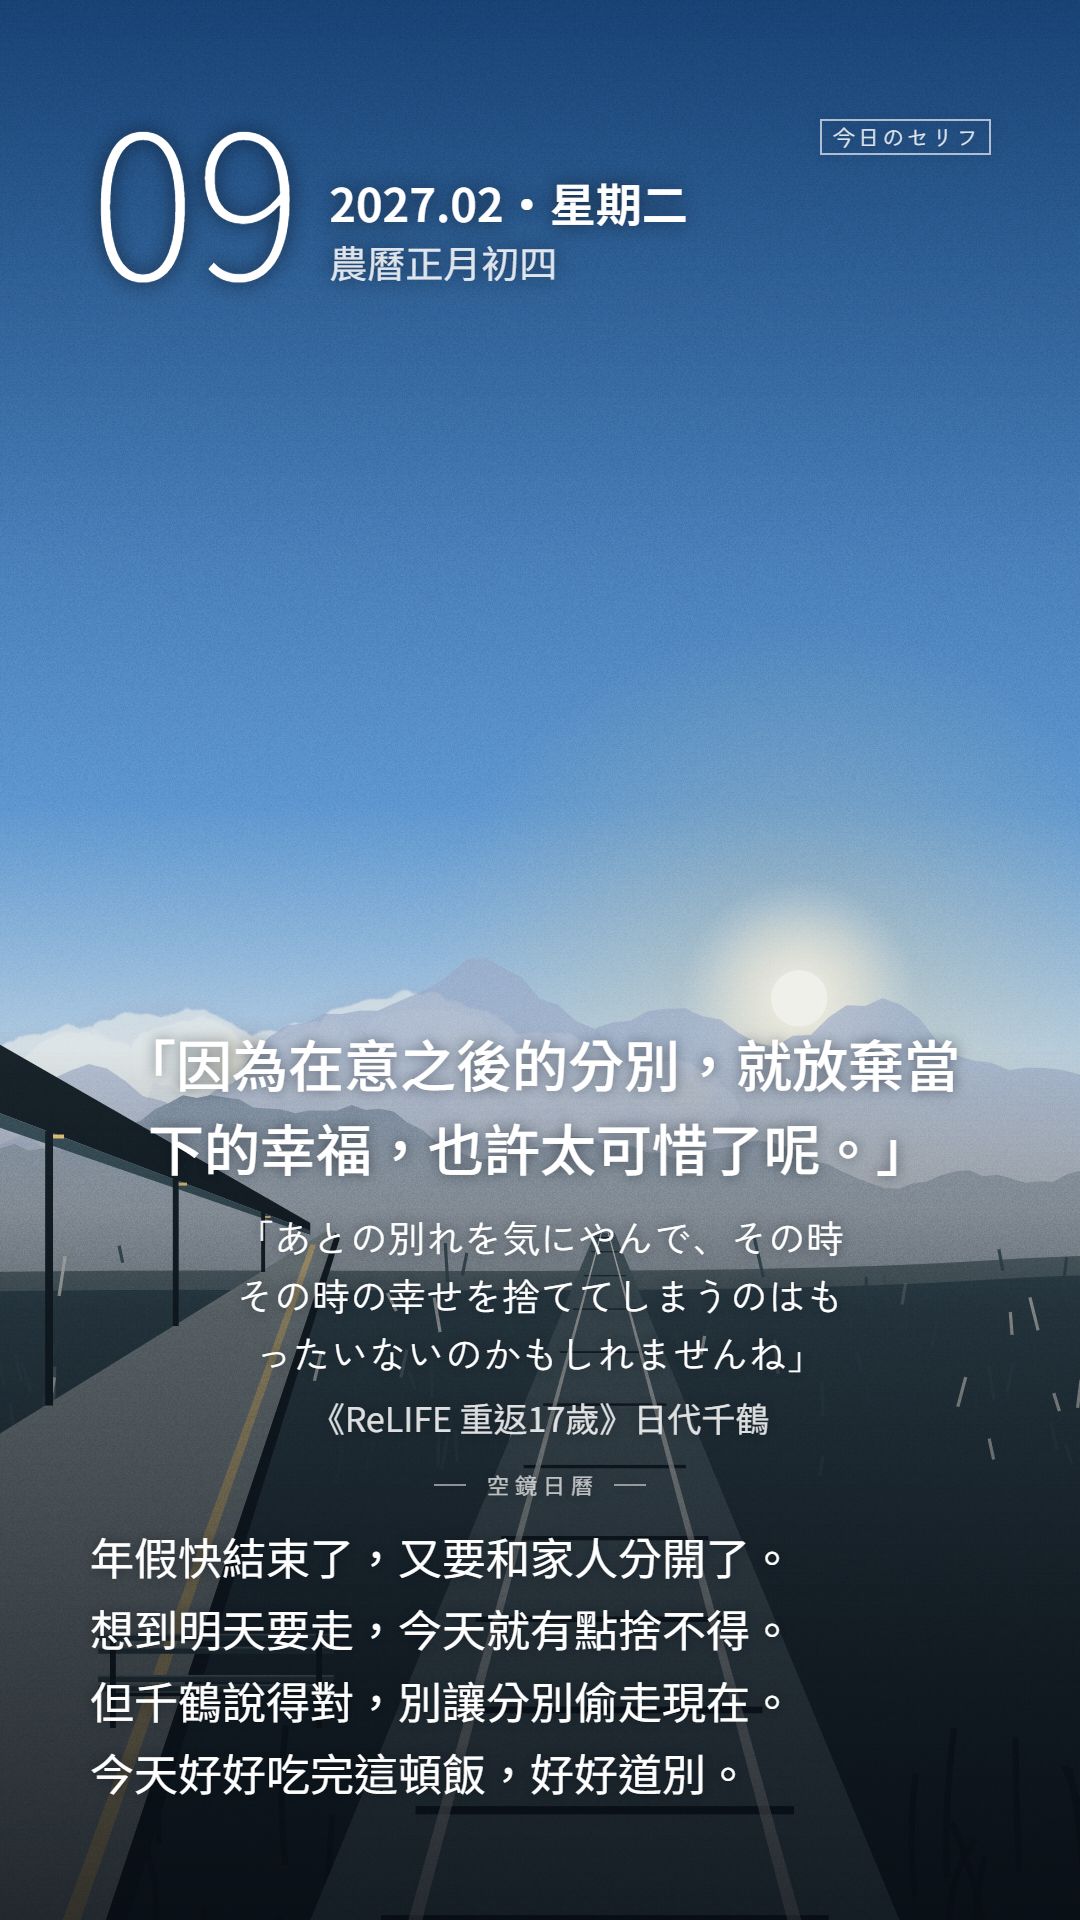 09
今日のセリフ
2027.02・星期二
農曆正月初四
「因為在意之後的分別，就放棄當
下的幸福，也許太可惜了呢。」
「あとの別れを気にやんで、その時
その時の幸せを捨ててしまうのはも
ったいないのかもしれませんね」
《ReLIFE 重返17歲》日代千鶴
空鏡日曆
年假快結束了，又要和家人分開了。
想到明天要走，今天就有點捨不得。
但千鶴說得對，別讓分別偷走現在。
今天好好吃完這頓飯，好好道別。